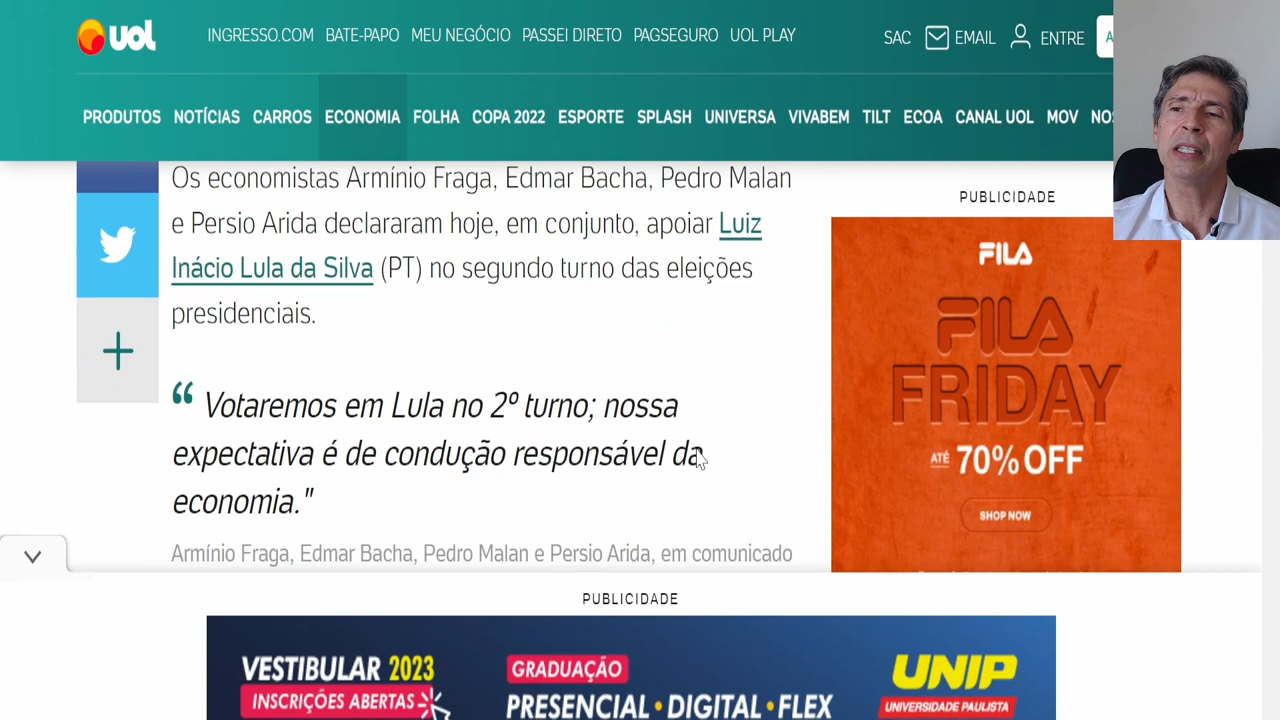 uol
INGRESSO.COM BATE-PAPO MEU NEGÓCIO PASSEI DIRETO PAGSEGURO UOL PLAY
SAC EMAIL ENTRE
PRODUTOS NOTÍCIAS CARROS ECONOMIA FOLHA COPA 2022 ESPORTE SPLASH UNIVERSA VIVABEM TILT ECOA CANAL UOL MOV
Os economistas Armínio Fraga, Edmar Bacha, Pedro Malan
e Persio Arida declararam hoje, em conjunto, apoiar Luiz
Inácio Lula da Silva (PT) no segundo turno das eleições
presidenciais.
“ Votaremos em Lula no 2º turno; nossa
expectativa é de condução responsável da
economia."
Armínio Fraga, Edmar Bacha, Pedro Malan e Persio Arida, em comunicado
PUBLICIDADE
FILA
FILA
FRIDAY
ATÉ 70% OFF
SHOP NOW
PUBLICIDADE
VESTIBULAR 2023
INSCRIÇÕES ABERTAS
GRADUAÇÃO
PRESENCIAL • DIGITAL • FLEX
UNIP
UNIVERSIDADE PAULISTA